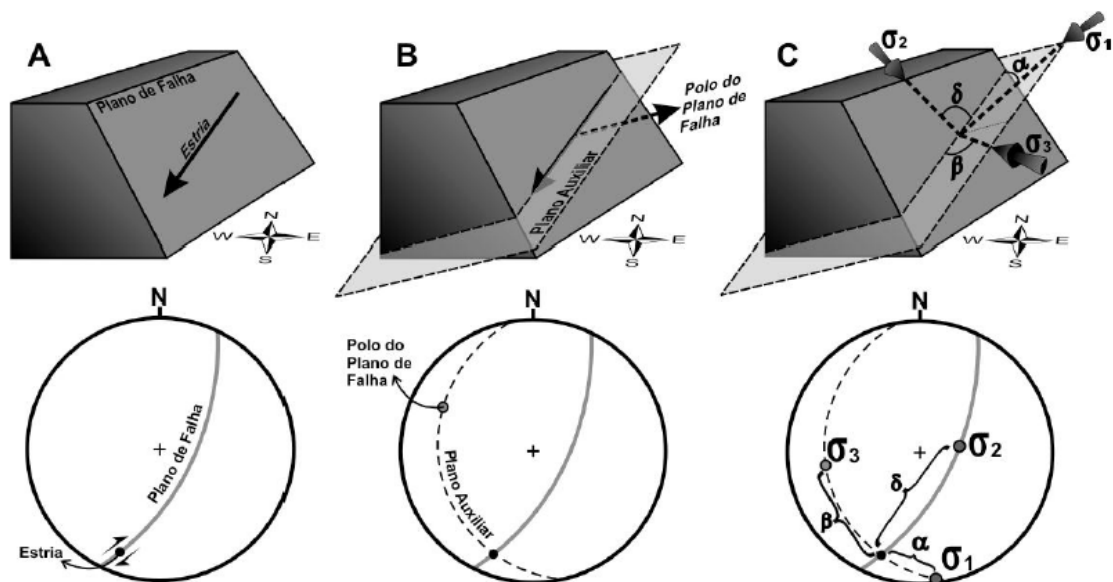 A
Plano de Falha
Estria
N
W
E
S
B
Polo do
Plano de
Falha
Plano Auxiliar
N
W
E
S
C
σ2
σ1
α
δ
β
σ3
N
W
E
S
N
Plano de Falha
+
Estria
N
Polo do
Plano de
Falha
+
Plano Auxiliar
N
+
σ3
σ2
δ
β
α
σ1